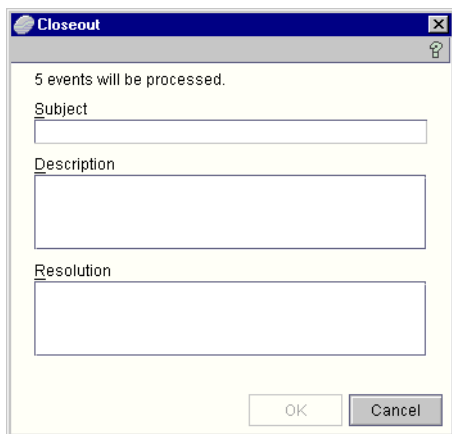 Closeout
5 events will be processed.
Subject
Description
Resolution
OK Cancel